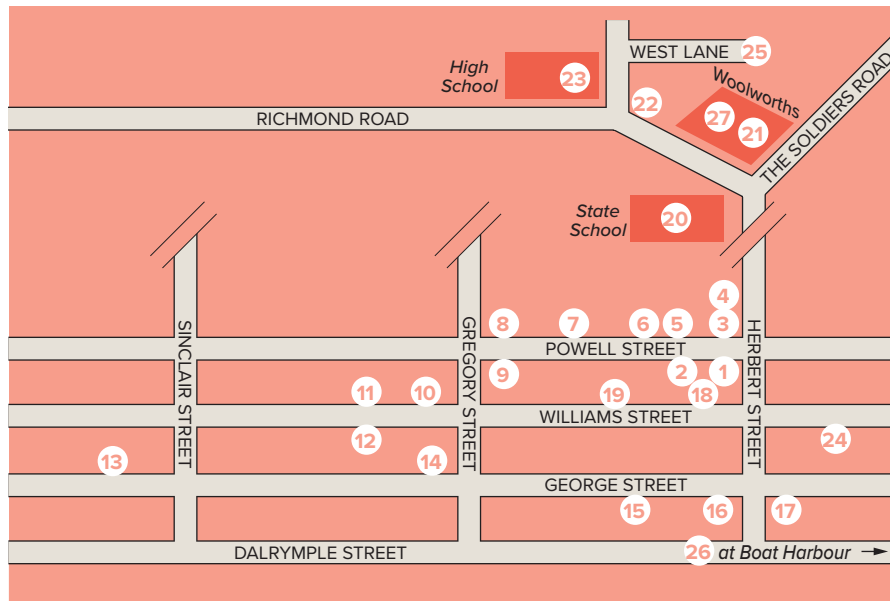 WEST LANE
25
High
School
23
Woolworths
22
27
21
THE SOLDIERS ROAD
RICHMOND ROAD
State
School
20
4
8
7
6
5
3
SINCLAIR STREET
GREGORY STREET
HERBERT STREET
POWELL STREET
9
2
1
11
10
19
18
WILLIAMS STREET
12
24
13
14
GEORGE STREET
15
16
17
DALRYMPLE STREET
26 at Boat Harbour →